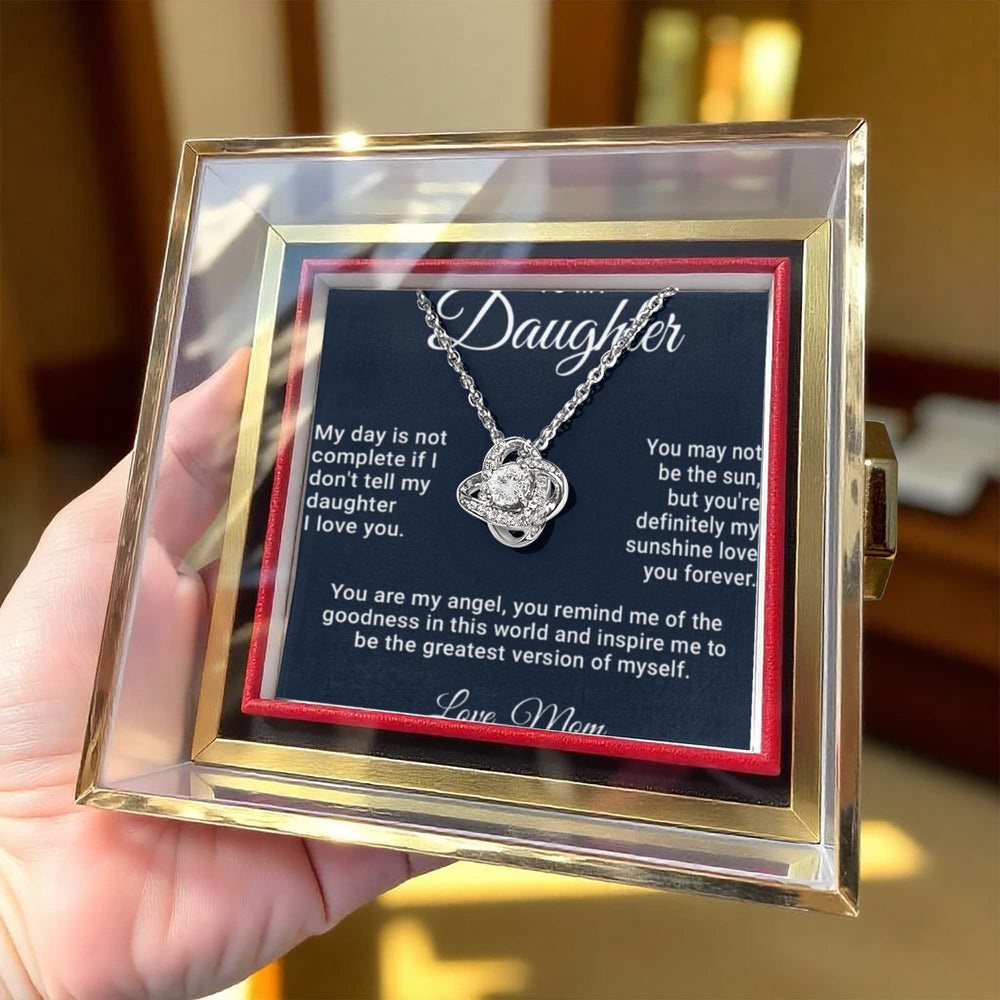 Daughter
My day is not
complete if I
don't tell my
daughter
I love you.
You may not
be the sun,
but you're
definitely my
sunshine love
you forever.
You are my angel, you remind me of the
goodness in this world and inspire me to
be the greatest version of myself.
Love Mom